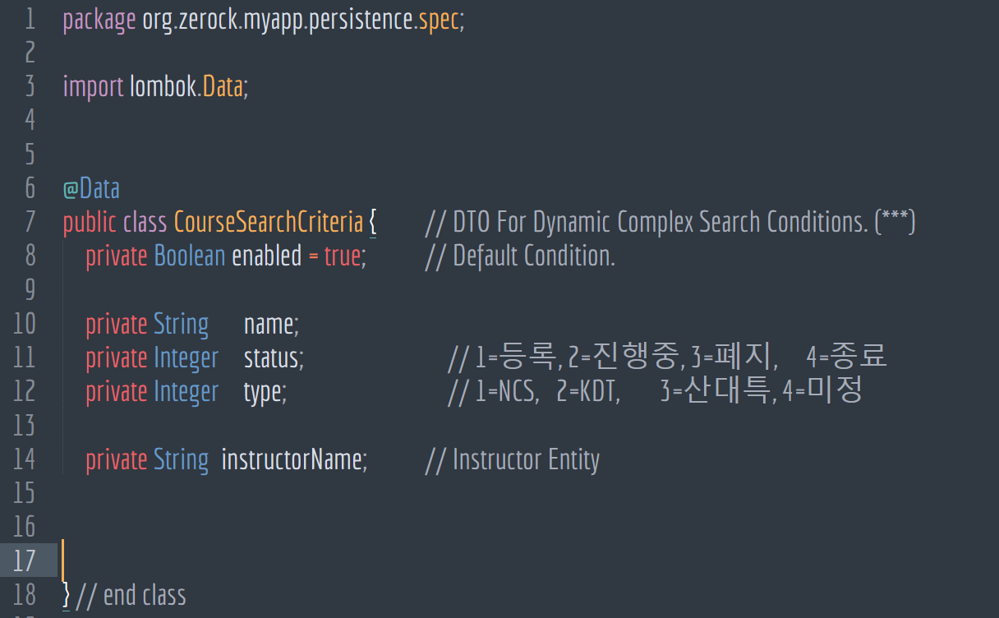 1 package org.zerock.myapp.persistence.spec;
2
3 import lombok.Data;
4
5
6 @Data
7 public class CourseSearchCriteria { // DTO For Dynamic Complex Search Conditions. (***)
8 private Boolean enabled = true; // Default Condition.
9
10 private String name;
11 private Integer status; // 1=등록, 2=진행중, 3=폐지, 4=종료
12 private Integer type; // 1=NCS, 2=KDT, 3=산대특, 4=미정
13
14 private String instructorName; // Instructor Entity
15
16
17
18 } // end class